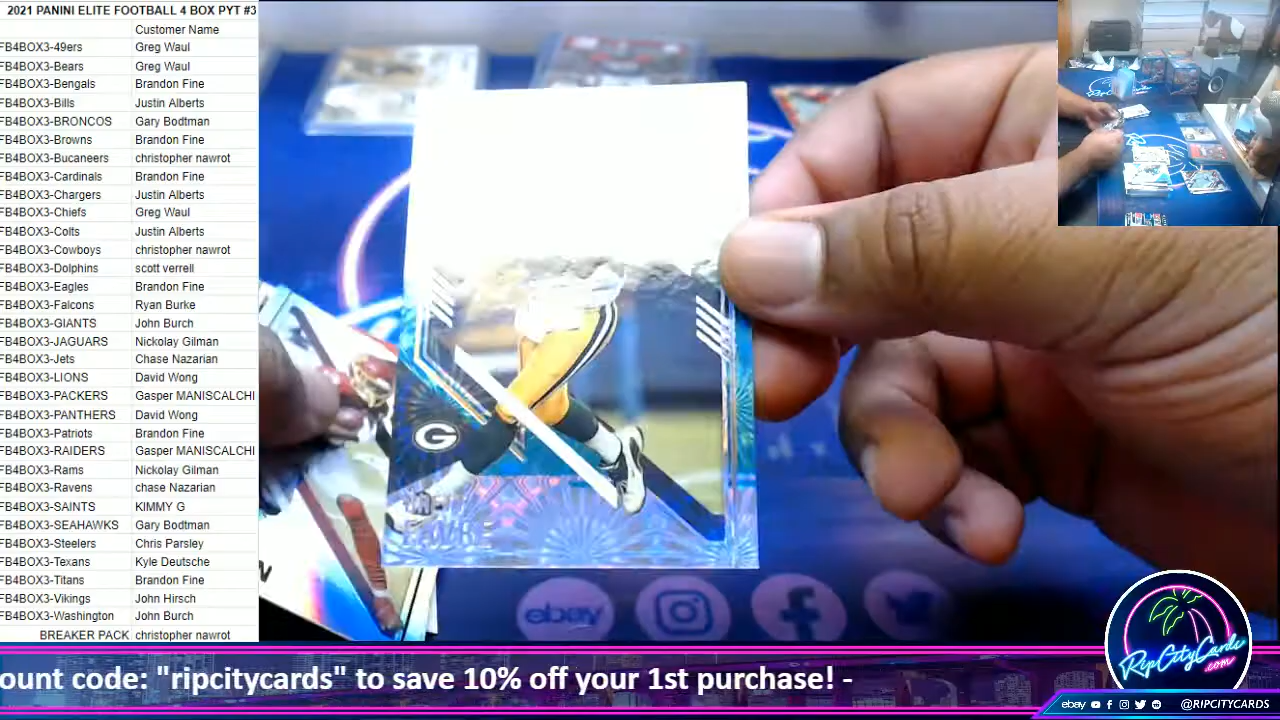 2021 PANINI ELITE FOOTBALL 4 BOX PYT #3
Customer Name
FB4BOX3-49ers Greg Waul
FB4BOX3-Bears Greg Waul
FB4BOX3-Bengals Brandon Fine
FB4BOX3-Bills Justin Alberts
FB4BOX3-BRONCOS Gary Bodtman
FB4BOX3-Browns Brandon Fine
FB4BOX3-Bucaneers christopher nawrot
FB4BOX3-Cardinals Brandon Fine
FB4BOX3-Chargers Justin Alberts
FB4BOX3-Chiefs Greg Waul
FB4BOX3-Colts Justin Alberts
FB4BOX3-Cowboys christopher nawrot
FB4BOX3-Dolphins scott verrell
FB4BOX3-Eagles Brandon Fine
FB4BOX3-Falcons Ryan Burke
FB4BOX3-GIANTS John Burch
FB4BOX3-JAGUARS Nickolay Gilman
FB4BOX3-Jets Chase Nazarian
FB4BOX3-LIONS David Wong
FB4BOX3-PACKERS Gasper MANISCALCHI
FB4BOX3-PANTHERS David Wong
FB4BOX3-Patriots Brandon Fine
FB4BOX3-RAIDERS Gasper MANISCALCHI
FB4BOX3-Rams Nickolay Gilman
FB4BOX3-Ravens chase Nazarian
FB4BOX3-SAINTS KIMMY G
FB4BOX3-SEAHAWKS Gary Bodtman
FB4BOX3-Steelers Chris Parsley
FB4BOX3-Texans Kyle Deutsche
FB4BOX3-Titans Brandon Fine
FB4BOX3-Vikings John Hirsch
FB4BOX3-Washington John Burch
BREAKER PACK christopher nawrot
G
ebay
RipCityCards
.com
ount code: "ripcitycards" to save 10% off your 1st purchase! -
ebay @RIPCITYCARDS